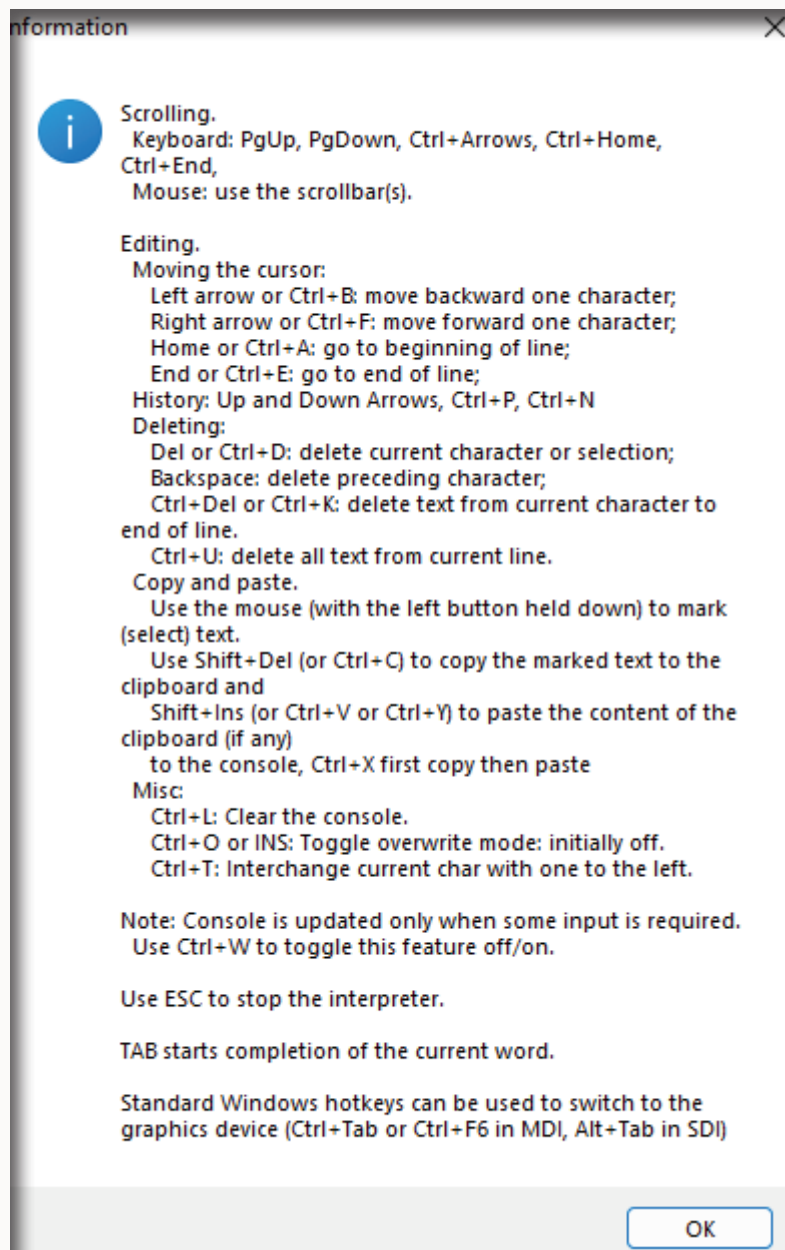 nformation
Scrolling.
Keyboard: PgUp, PgDown, Ctrl+Arrows, Ctrl+Home,
Ctrl+End,
Mouse: use the scrollbar(s).
Editing.
Moving the cursor:
Left arrow or Ctrl+B: move backward one character;
Right arrow or Ctrl+F: move forward one character;
Home or Ctrl+A: go to beginning of line;
End or Ctrl+E: go to end of line;
History: Up and Down Arrows, Ctrl+P, Ctrl+N
Deleting:
Del or Ctrl+D: delete current character or selection;
Backspace: delete preceding character;
Ctrl+Del or Ctrl+K: delete text from current character to
end of line.
Ctrl+U: delete all text from current line.
Copy and paste.
Use the mouse (with the left button held down) to mark
(select) text.
Use Shift+Del (or Ctrl+C) to copy the marked text to the
clipboard and
Shift+Ins (or Ctrl+V or Ctrl+Y) to paste the content of the
clipboard (if any)
to the console, Ctrl+X first copy then paste
Misc:
Ctrl+L: Clear the console.
Ctrl+O or INS: Toggle overwrite mode: initially off.
Ctrl+T: Interchange current char with one to the left.
Note: Console is updated only when some input is required.
Use Ctrl+W to toggle this feature off/on.
Use ESC to stop the interpreter.
TAB starts completion of the current word.
Standard Windows hotkeys can be used to switch to the
graphics device (Ctrl+Tab or Ctrl+F6 in MDI, Alt+Tab in SDI)
OK